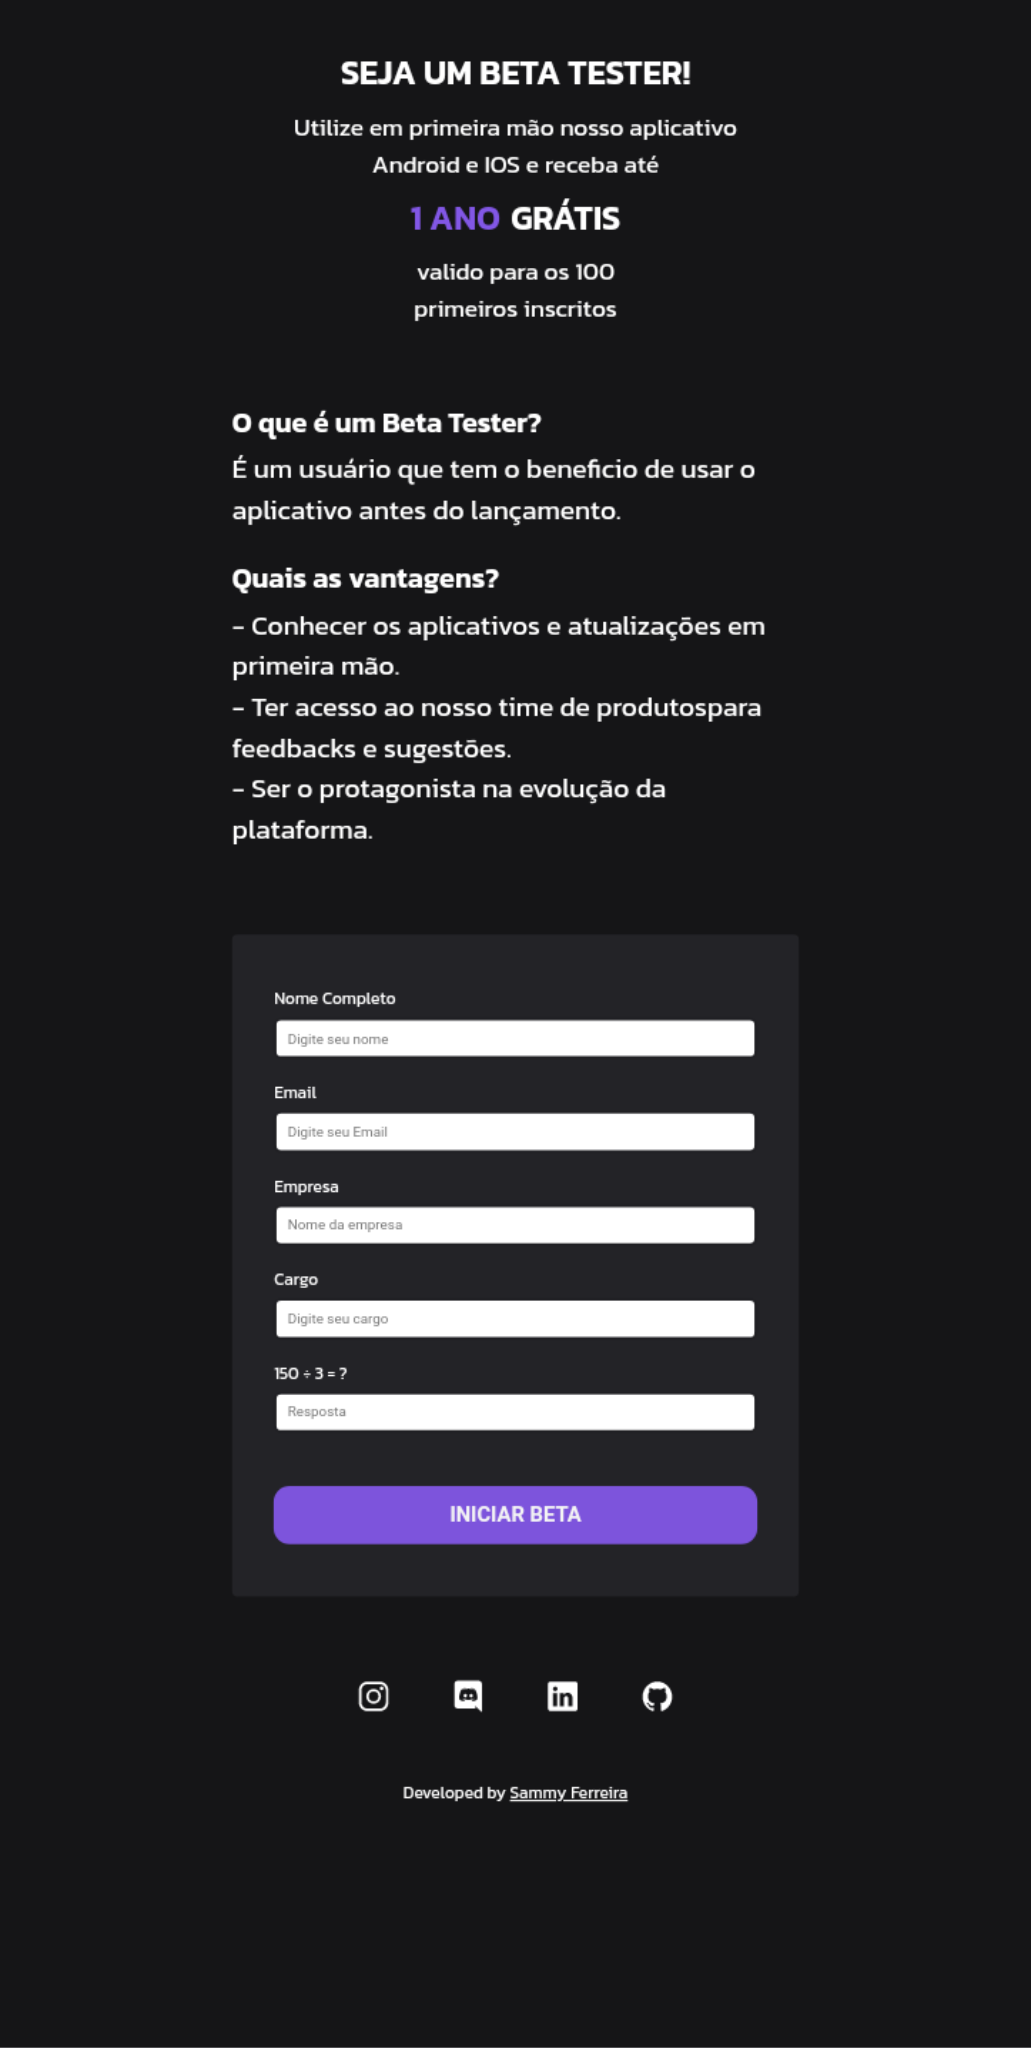 SEJA UM BETA TESTER!
Utilize em primeira mão nosso aplicativo
Android e IOS e receba até
1 ANO GRÁTIS
valido para os 100
primeiros inscritos
O que é um Beta Tester?
É um usuário que tem o beneficio de usar o
aplicativo antes do lançamento.
Quais as vantagens?
- Conhecer os aplicativos e atualizações em
primeira mão.
- Ter acesso ao nosso time de produtospara
feedbacks e sugestões.
- Ser o protagonista na evolução da
plataforma.
Nome Completo
Digite seu nome
Email
Digite seu Email
Empresa
Nome da empresa
Cargo
Digite seu cargo
150 ÷ 3 = ?
Resposta
INICIAR BETA
in
Developed by Sammy Ferreira